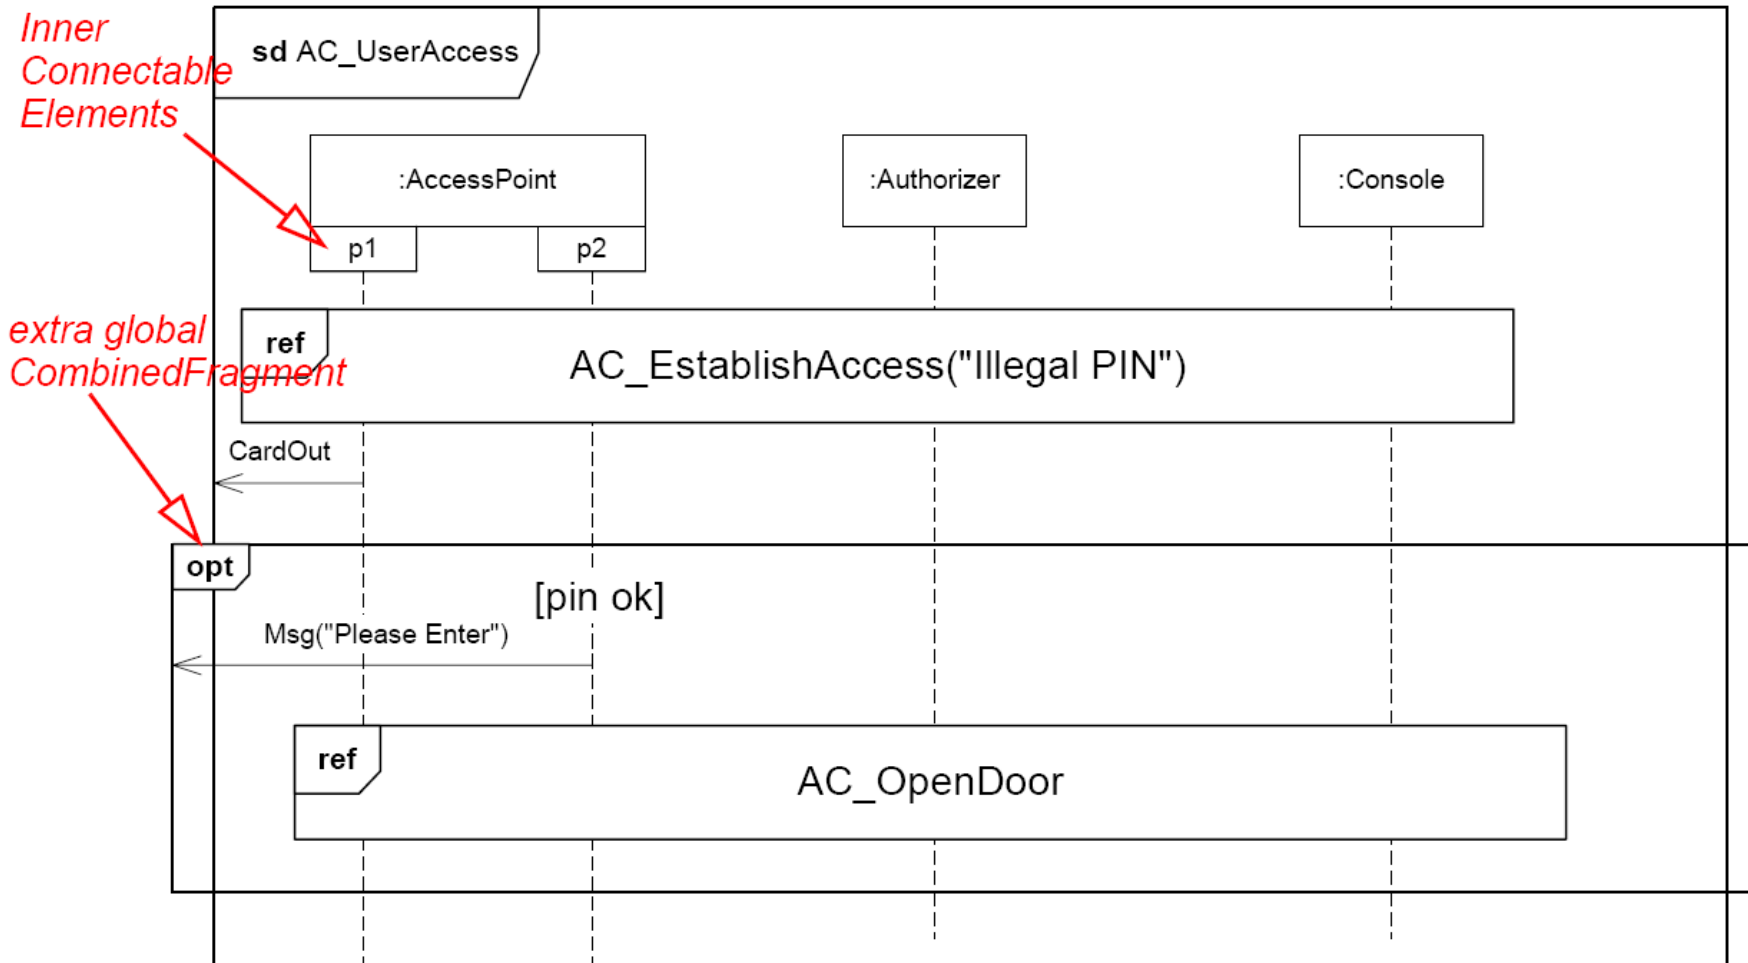 Inner
Connectable
Elements
sd AC_UserAccess
:AccessPoint
:Authorizer
:Console
p1
p2
extra global
CombinedFragment
ref
AC_EstablishAccess("Illegal PIN")
CardOut
opt
[pin ok]
Msg("Please Enter")
ref
AC_OpenDoor